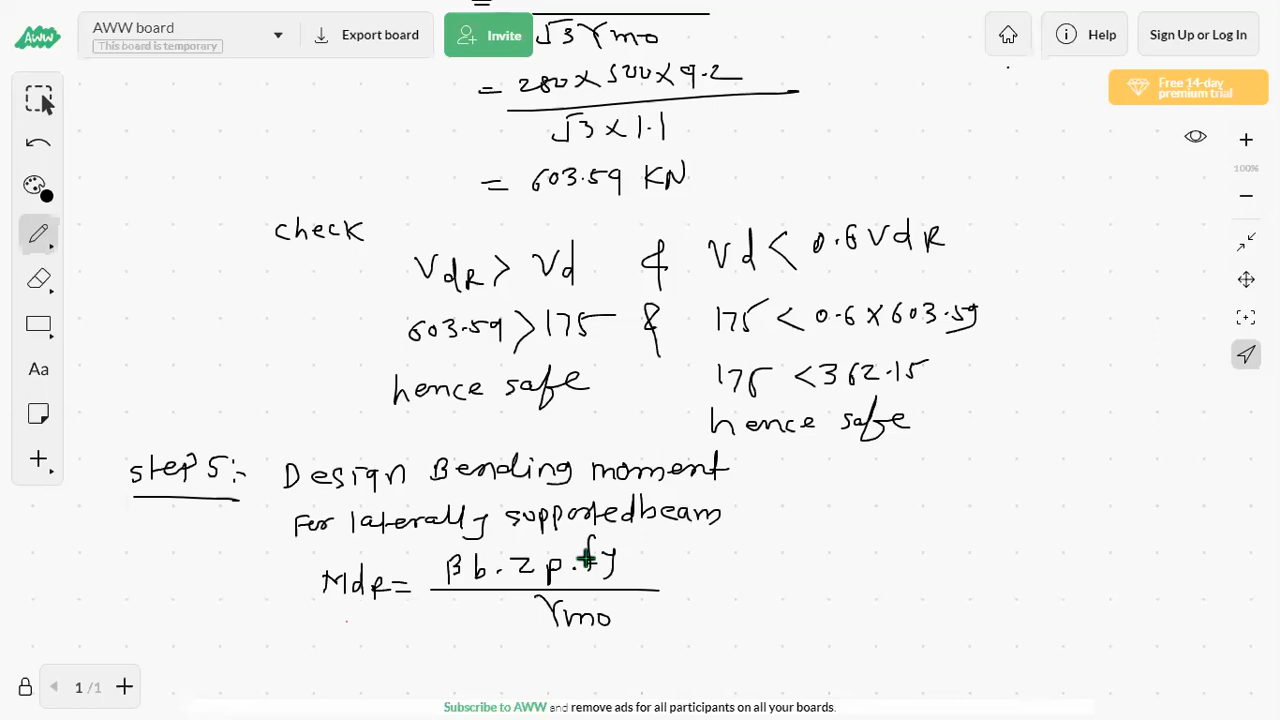 AWW
AWW board
This board is temporary
Export board
Invite
Help
Sign Up or Log In
Free 14-day
premium trial
=
√3 γmo
= 280 × 500 × 9.2
√3 × 1.1
= 603.59 KN
check
VdR > Vd & Vd < 0.6 VdR
603.59 > 175 & 175 < 0.6 × 603.59
175 < 362.15
hence safe
hence safe
step 5:- Design Bending moment
For laterally supported beam
MdR = βb.Zp.fy
γmo
100%
Aa
1 / 1
Subscribe to AWW and remove ads for all participants on all your boards.